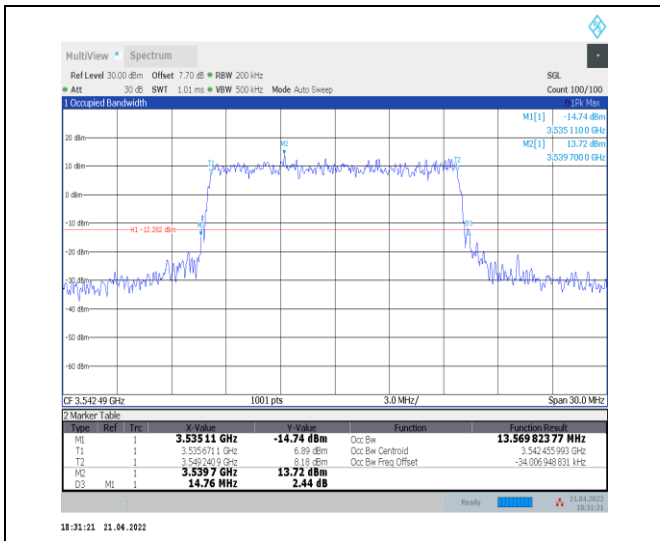 MultiView Spectrum
Ref Level 30.00 dBm Offset 7.70 dB RBW 200 kHz SGL
Att 30 dB SWT 1.01 ms VBW 500 kHz Mode Auto Sweep Count 100/100
1 Occupied Bandwidth 1Pk Max
M1[1] -14.74 dBm
3.535 110 0 GHz
M2[1] 13.72 dBm
3.539 700 0 GHz
20 dBm
M2
T1 T2
10 dBm
0 dBm
-10 dBm
D3
H1 -12.282 dBm
-20 dBm
-30 dBm
-40 dBm
-60 dBm
CF 3.542 49 GHz 1001 pts 3.0 MHz/ Span 30.0 MHz
2 Marker Table
Type Ref Trc X-Value Y-Value Function Function Result
M1 1 3.535 11 GHz -14.74 dBm Occ Bw 13.569 823 77 MHz
T1 1 3.535 671 1 GHz 6.89 dBm Occ Bw Centroid 3.542 455 993 GHz
T2 1 3.549 240 9 GHz 8.18 dBm Occ Bw Freq Offset -34.006 948 831 kHz
M2 1 3.539 7 GHz 13.72 dBm
D3 M1 1 14.76 MHz 2.44 dB
Ready 21.04.2022
18:31:21
18:31:21 21.04.2022